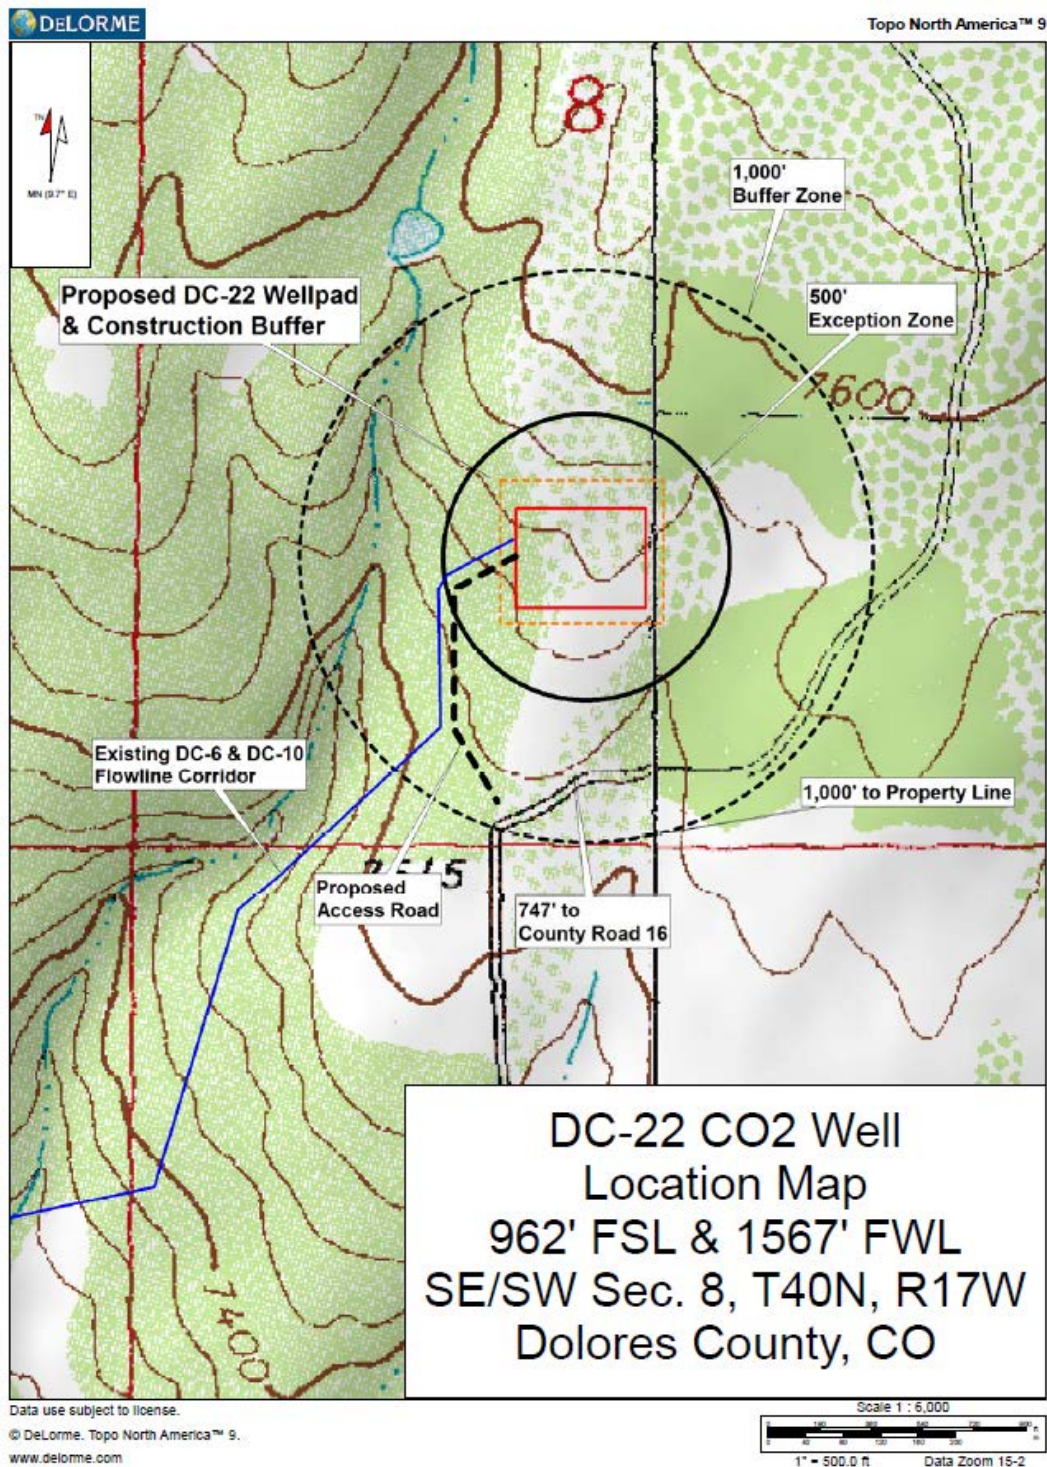 DELORME
Topo North America™ 9
TN
MN (9.7° E)
8
1,000'
Buffer Zone
Proposed DC-22 Wellpad
& Construction Buffer
500'
Exception Zone
7600
Existing DC-6 & DC-10
Flowline Corridor
1,000' to Property Line
Proposed
Access Road
747' to
County Road 16
DC-22 CO2 Well
Location Map
962' FSL & 1567' FWL
SE/SW Sec. 8, T40N, R17W
Dolores County, CO
7400
Data use subject to license.
© DeLorme. Topo North America™ 9.
www.delorme.com
Scale 1 : 6,000
1" = 500.0 ft
Data Zoom 15-2